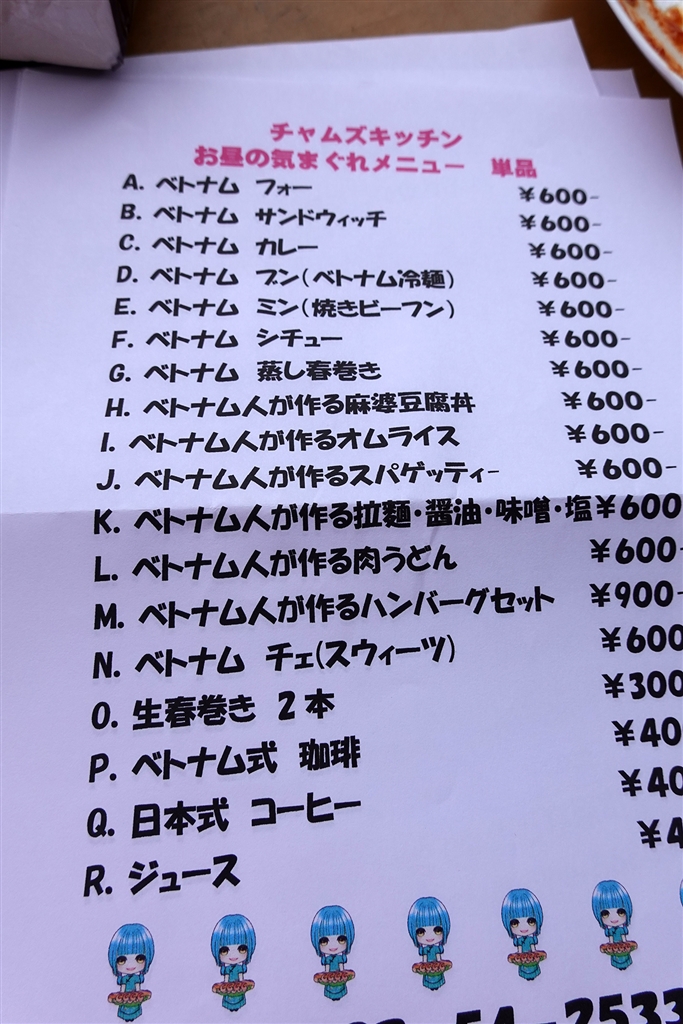 チャムズキッチン
お昼の気まぐれメニュー 単品
A. ベトナム フォー ￥600-
B. ベトナム サンドウィッチ ￥600-
C. ベトナム カレー ￥600-
D. ベトナム ブン(ベトナム冷麺) ￥600-
E. ベトナム ミン(焼きビーフン) ￥600-
F. ベトナム シチュー ￥600-
G. ベトナム 蒸し春巻き ￥600-
H. ベトナム人が作る麻婆豆腐丼 ￥600-
I. ベトナム人が作るオムライス ￥600-
J. ベトナム人が作るスパゲッティ- ￥600-
K. ベトナム人が作る拉麺・醤油・味噌・塩￥600
L. ベトナム人が作る肉うどん ￥600-
M. ベトナム人が作るハンバーグセット ￥900-
N. ベトナム チェ(スウィーツ) ￥600
O. 生春巻き 2本 ￥300
P. ベトナム式 珈琲 ￥40
Q. 日本式 コーヒー ￥40
R. ジュース ￥4
54-2533